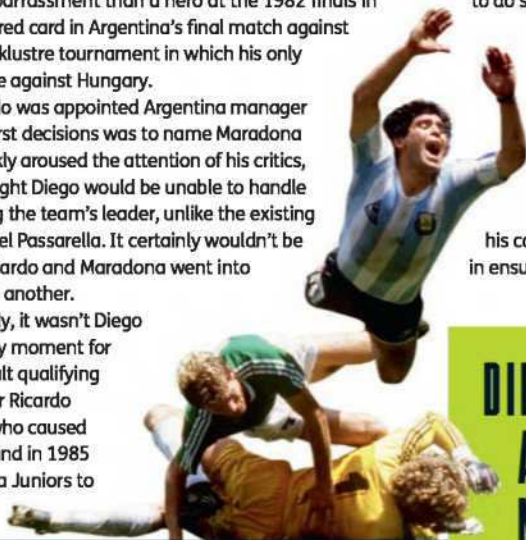 than a hero at the 1982 finals in
red card in Argentina's final match against
klustre tournament in which his only
e against Hungary.
o was appointed Argentina manager
rst decisions was to name Maradona
kly aroused the attention of his critics,
ght Diego would be unable to handle
g the team's leader, unlike the existing
el Passarella. It certainly wouldn't be
ardo and Maradona went into
another.
y, it wasn't Diego
y moment for
lt qualifying
r Ricardo
who caused
nd in 1985
a Juniors to
his co
in ensu
DI
A
1